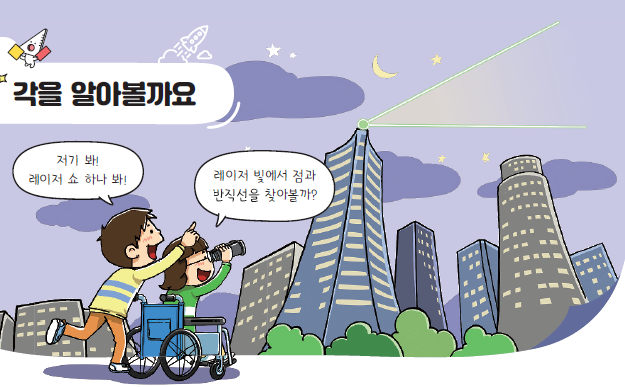 각을 알아볼까요
저기 봐!
레이저 쇼 하나 봐!
레이저 빛에서 점과
반직선을 찾아볼까?